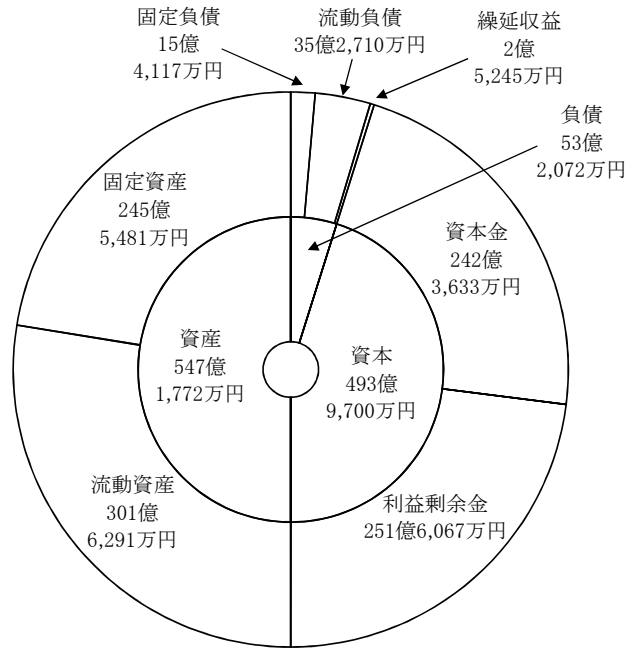 固定負債
15億
4,117万円
流動負債
35億2,710万円
繰延収益
2億
5,245万円
負債
53億
2,072万円
固定資産
245億
5,481万円
資本金
242億
3,633万円
資産
547億
1,772万円
資本
493億
9,700万円
流動資産
301億
6,291万円
利益剰余金
251億6,067万円